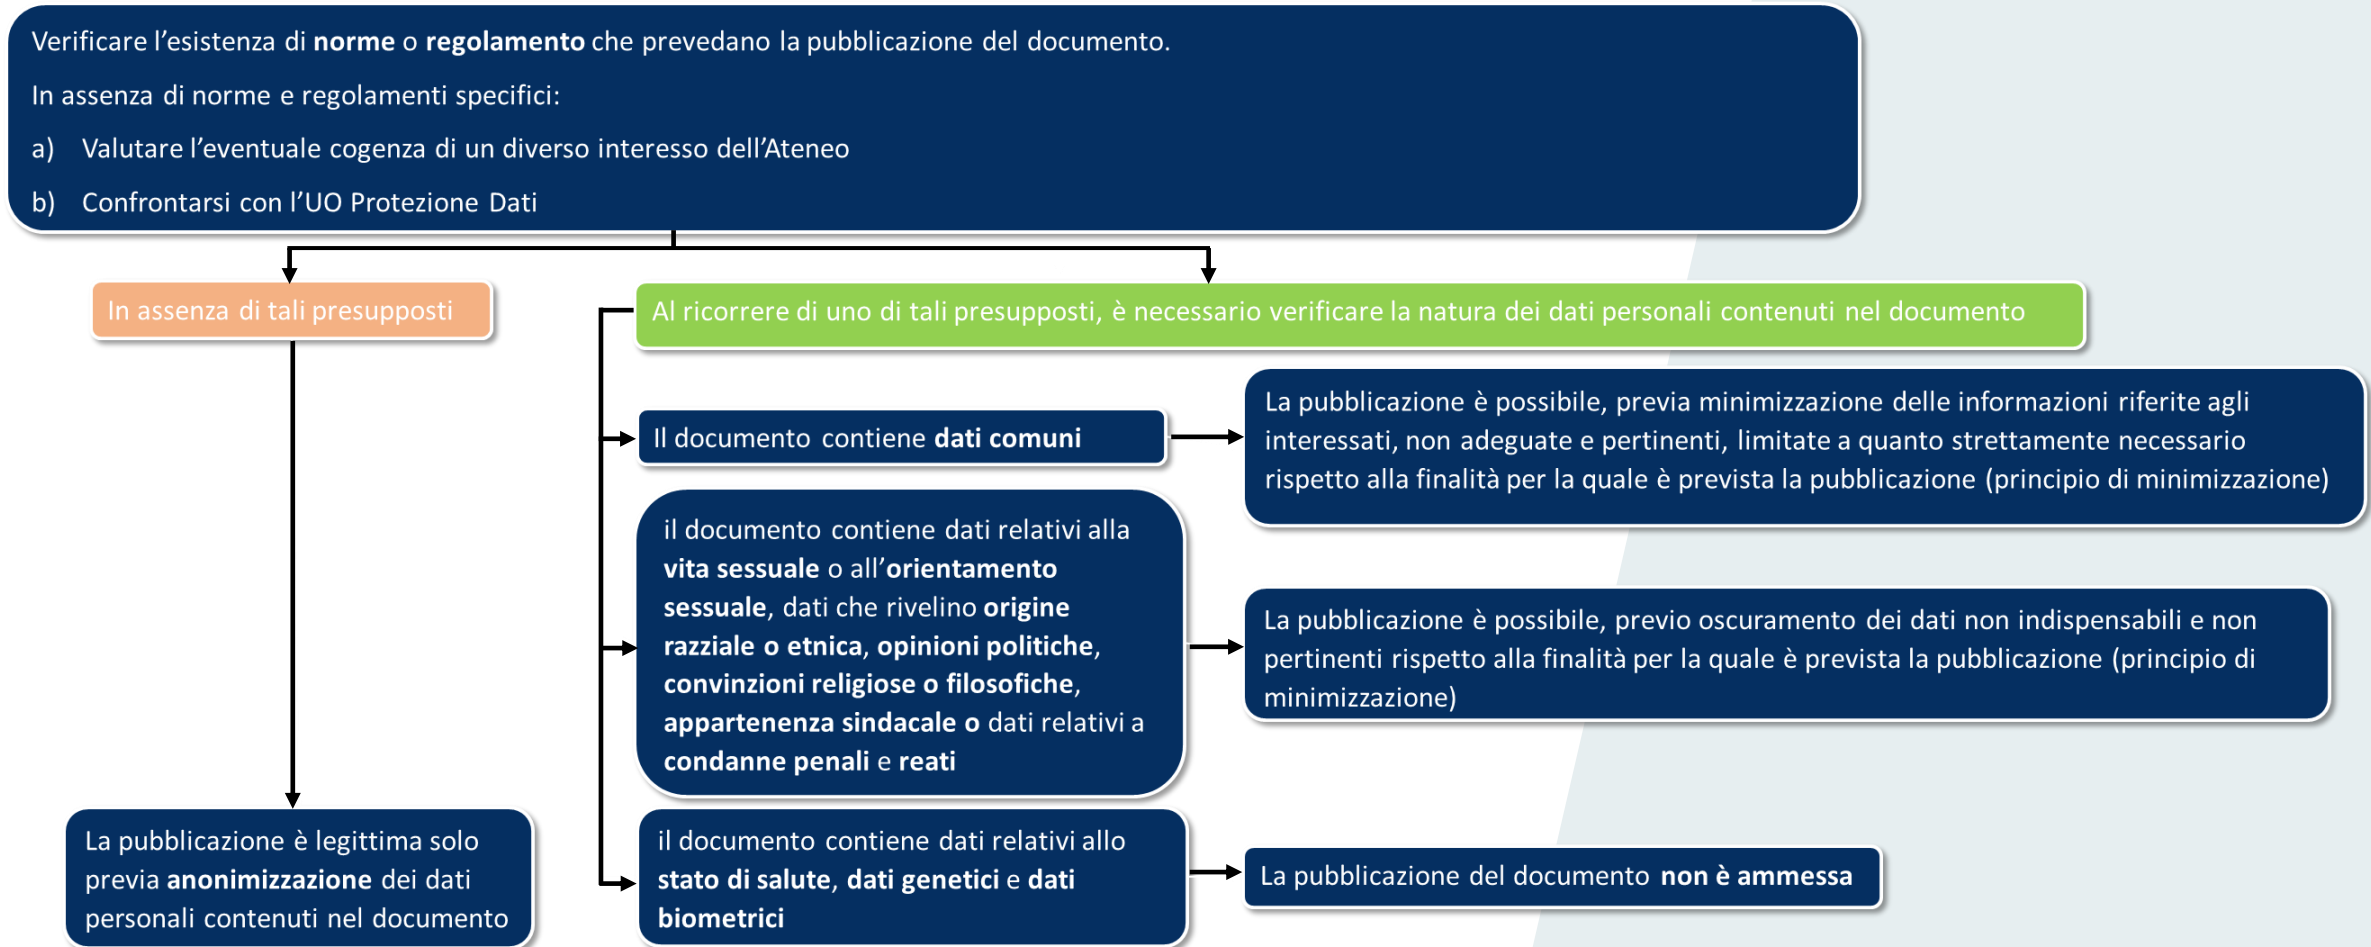 Verificare l’esistenza di norme o regolamento che prevedano la pubblicazione del documento.
In assenza di norme e regolamenti specifici:
a) Valutare l’eventuale cogenza di un diverso interesso dell’Ateneo
b) Confrontarsi con l’UO Protezione Dati
In assenza di tali presupposti
Al ricorrere di uno di tali presupposti, è necessario verificare la natura dei dati personali contenuti nel documento
Il documento contiene dati comuni
La pubblicazione è possibile, previa minimizzazione delle informazioni riferite agli
interessati, non adeguate e pertinenti, limitate a quanto strettamente necessario
rispetto alla finalità per la quale è prevista la pubblicazione (principio di minimizzazione)
il documento contiene dati relativi alla
vita sessuale o all’orientamento
sessuale, dati che rivelino origine
razziale o etnica, opinioni politiche,
convinzioni religiose o filosofiche,
appartenenza sindacale o dati relativi a
condanne penali e reati
La pubblicazione è possibile, previo oscuramento dei dati non indispensabili e non
pertinenti rispetto alla finalità per la quale è prevista la pubblicazione (principio di
minimizzazione)
La pubblicazione è legittima solo
previa anonimizzazione dei dati
personali contenuti nel documento
il documento contiene dati relativi allo
stato di salute, dati genetici e dati
biometrici
La pubblicazione del documento non è ammessa